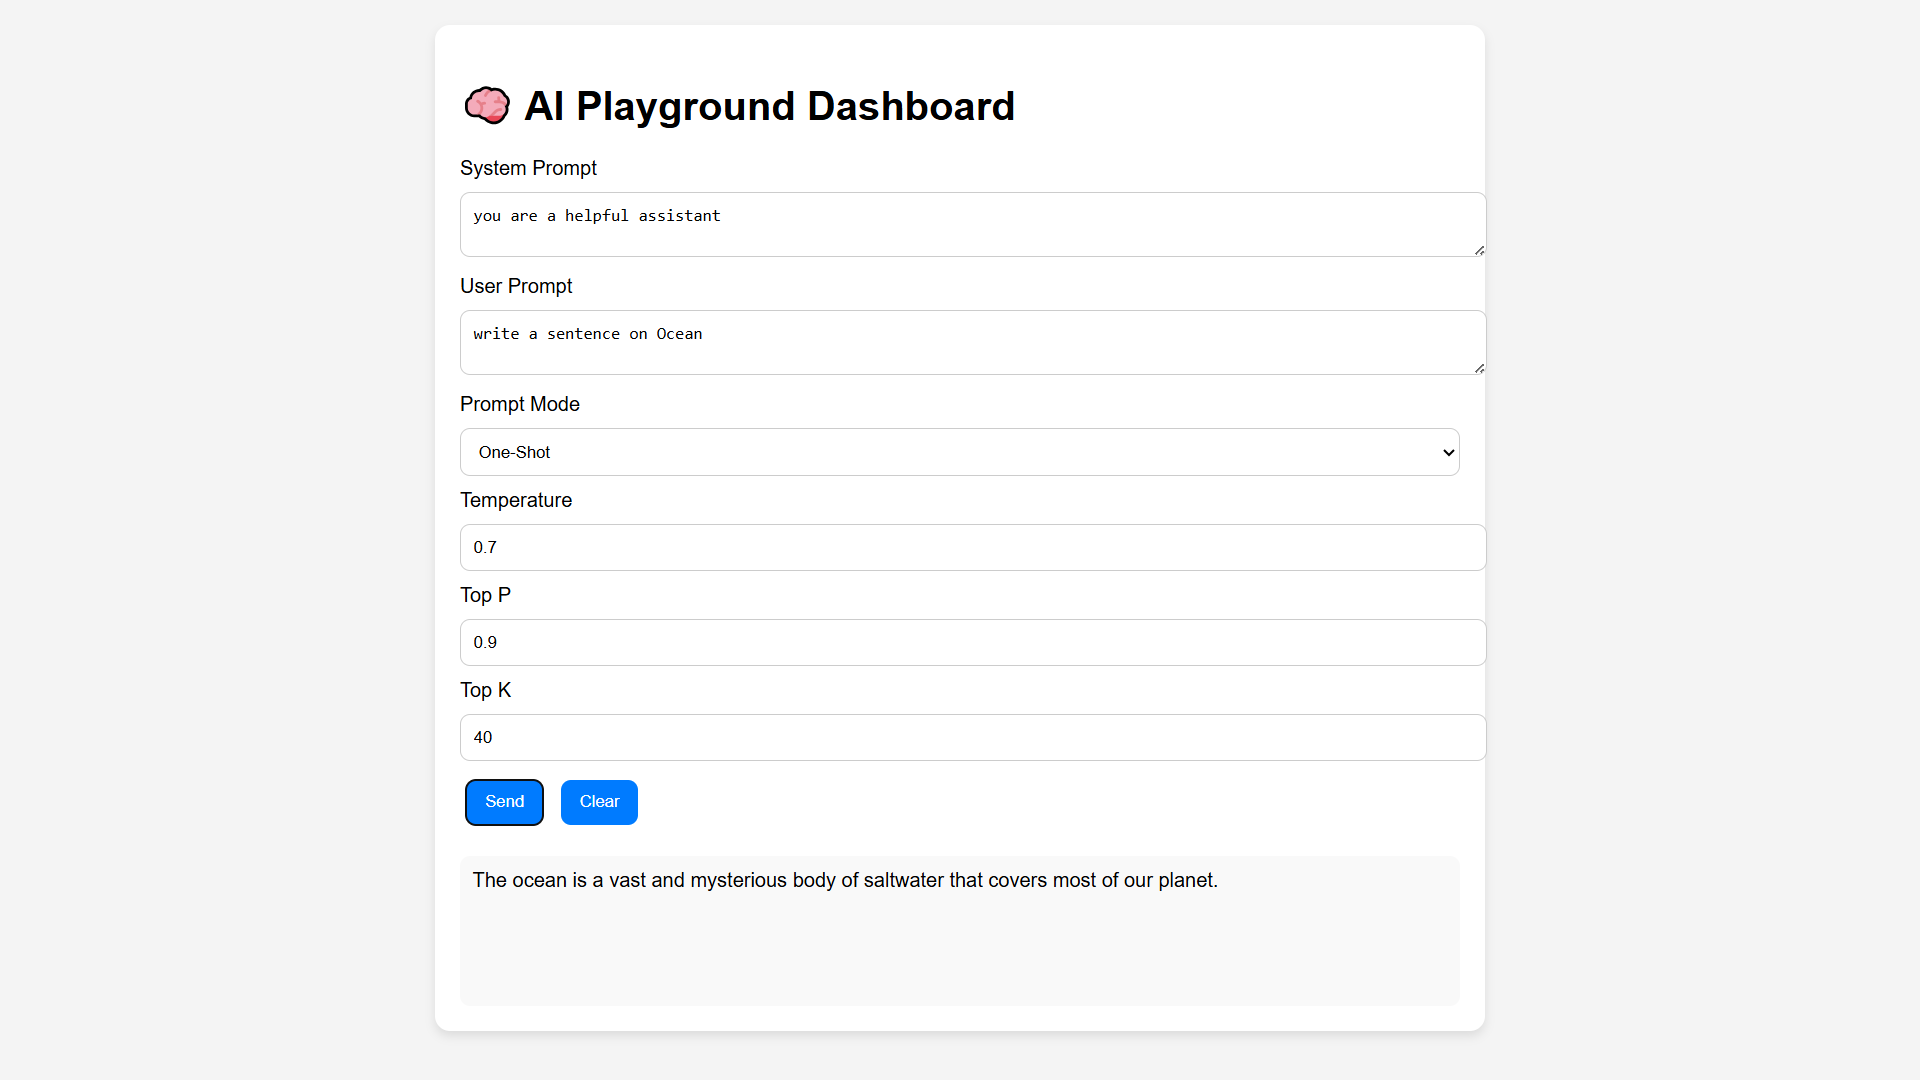 AI Playground Dashboard
System Prompt
you are a helpful assistant
User Prompt
write a sentence on Ocean
Prompt Mode
One-Shot
Temperature
0.7
Top P
0.9
Top K
40
Send Clear
The ocean is a vast and mysterious body of saltwater that covers most of our planet.